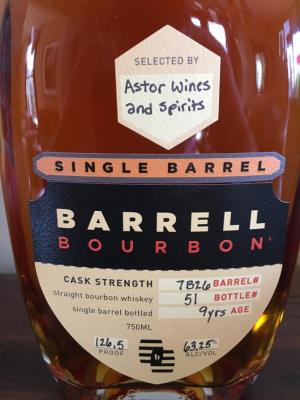 SELECTED BY
Astor Wines
and Spirits
SINGLE BARREL
BARRELL
BOURBON
CASK STRENGTH 7B26 BARREL#
straight bourbon whiskey 51 BOTTLE#
single barrel bottled 9yrs AGE
750ML
126.5 63.25
PROOF b ALC/VOL